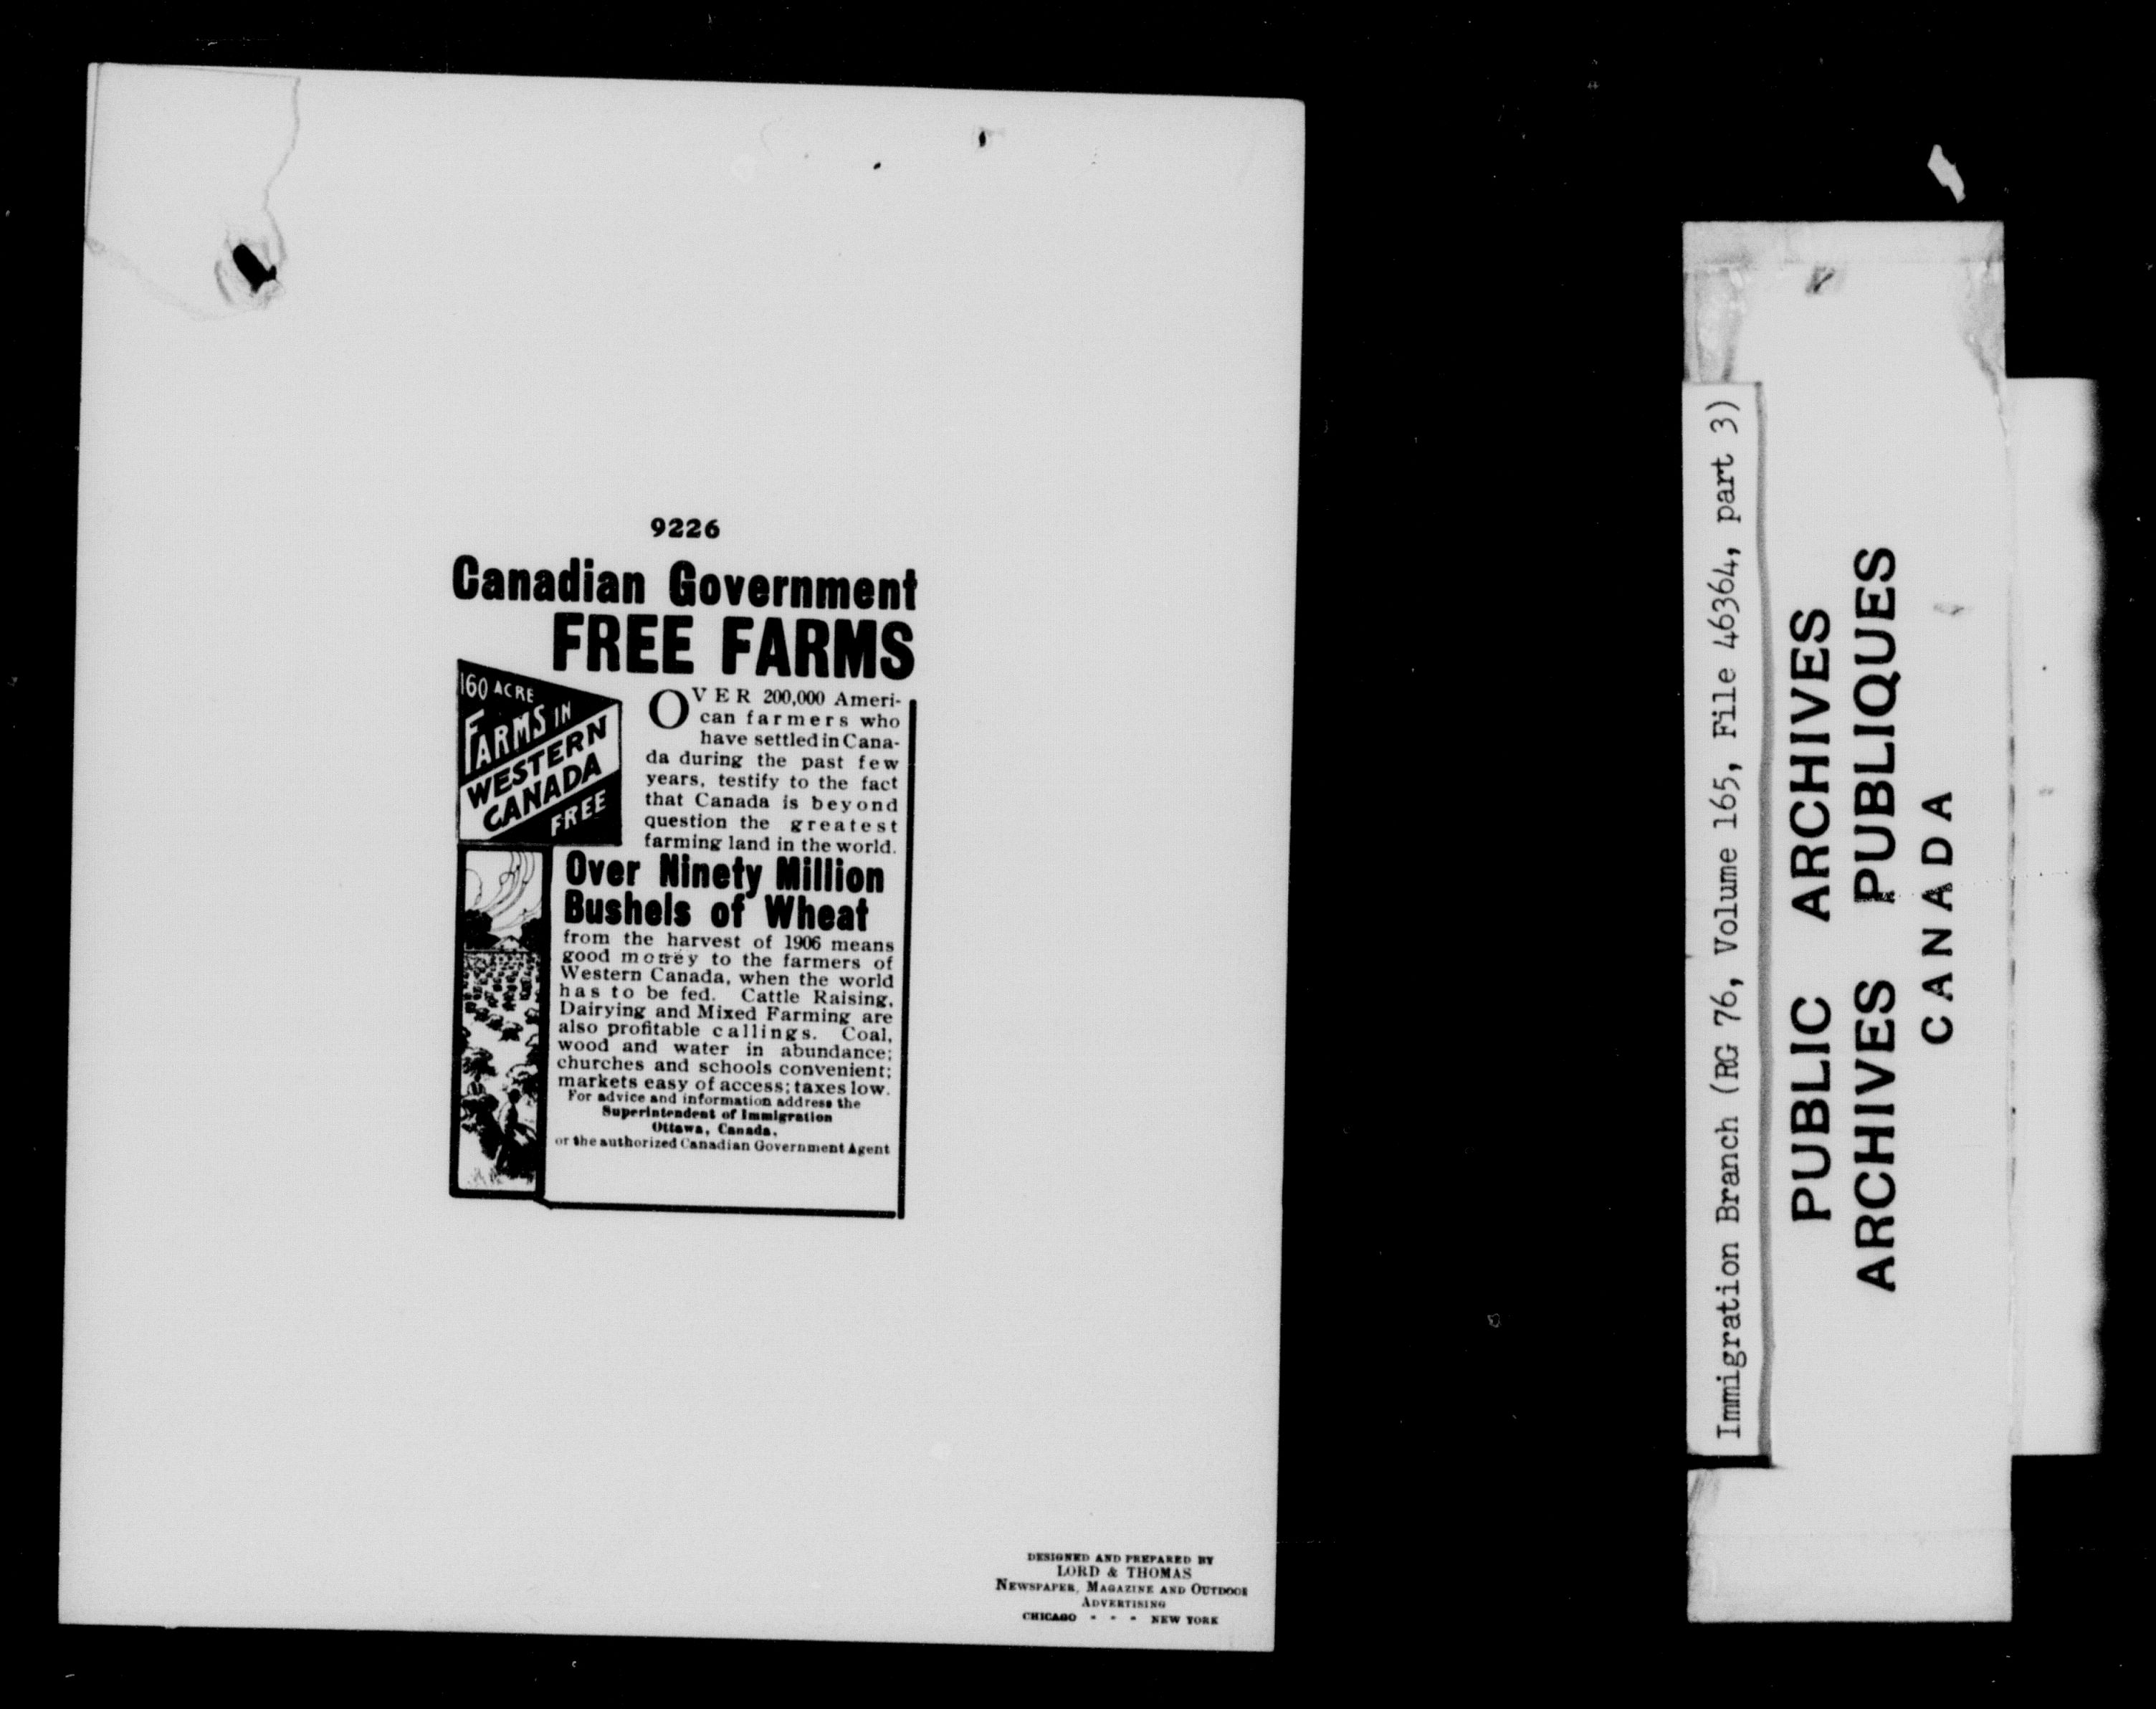 9226
Canadian Government
FREE FARMS
160 ACRE
FARMS IN
WESTERN
CANADA
FREE
OVER 200,000 Ameri-
can farmers who
have settled in Cana-
da during the past few
years, testify to the fact
that Canada is beyond
question the greatest
farming land in the world.
Over Ninety Million
Bushels of Wheat
from the harvest of 1906 means
good money to the farmers of
Western Canada, when the world
has to be fed. Cattle Raising,
Dairying and Mixed Farming are
also profitable callings. Coal,
wood and water in abundance;
churches and schools convenient;
markets easy of access; taxes low.
For advice and information address the
Superintendent of Immigration
Ottawa, Canada,
or the authorized Canadian Government Agent
DESIGNED AND PREPARED BY
LORD & THOMAS
NEWSPAPER, MAGAZINE AND OUTDOOR
ADVERTISING
CHICAGO - - - NEW YORK
Immigration Branch (RG 76, Volume 165, File 46364, part 3)
PUBLIC ARCHIVES
ARCHIVES PUBLIQUES
CANADA